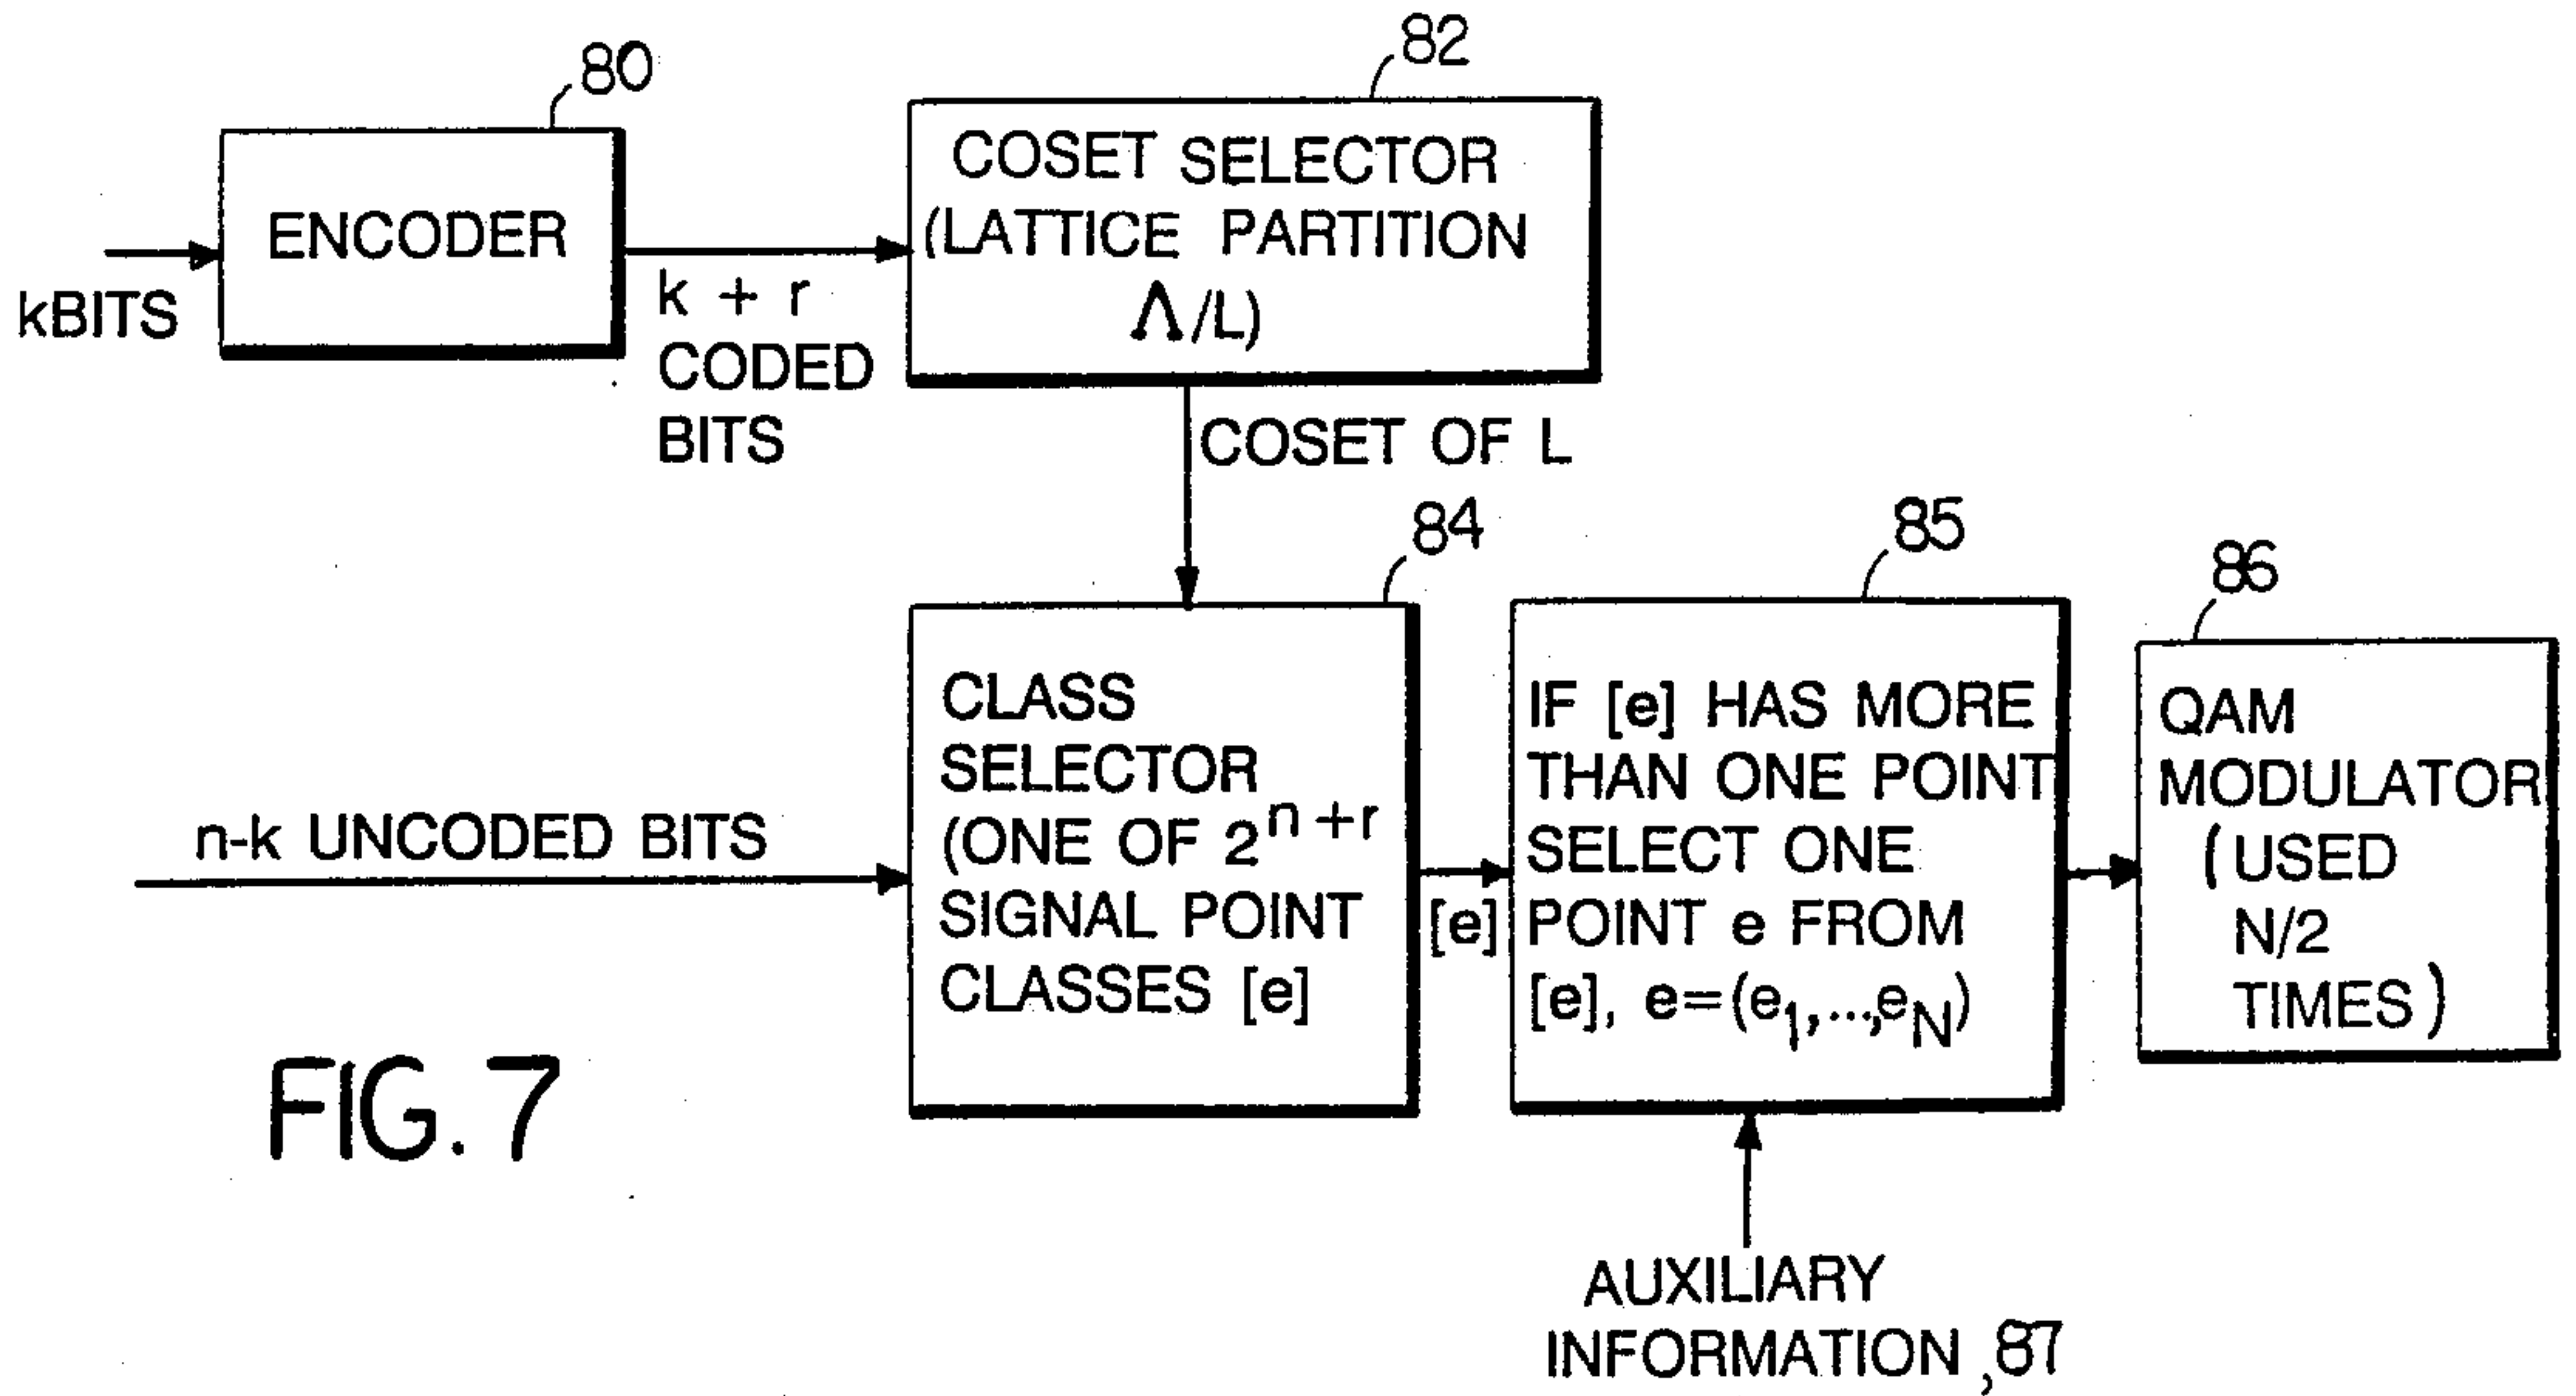 80
ENCODER
kBITS
k + r
CODED
BITS
82
COSET SELECTOR
(LATTICE PARTITION
Λ/L)
COSET OF L
84
CLASS
SELECTOR
(ONE OF 2^{n+r}
SIGNAL POINT
CLASSES [e]
n-k UNCODED BITS
[e]
85
IF [e] HAS MORE
THAN ONE POINT
SELECT ONE
POINT e FROM
[e], e=(e₁,...,e_N)
86
QAM
MODULATOR
(USED
N/2
TIMES)
AUXILIARY
INFORMATION ,87
FIG. 7